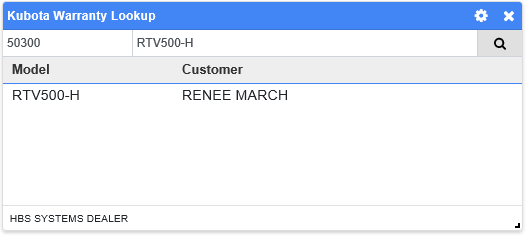 Kubota Warranty Lookup
50300 RTV500-H
Model Customer
RTV500-H RENEE MARCH
HBS SYSTEMS DEALER